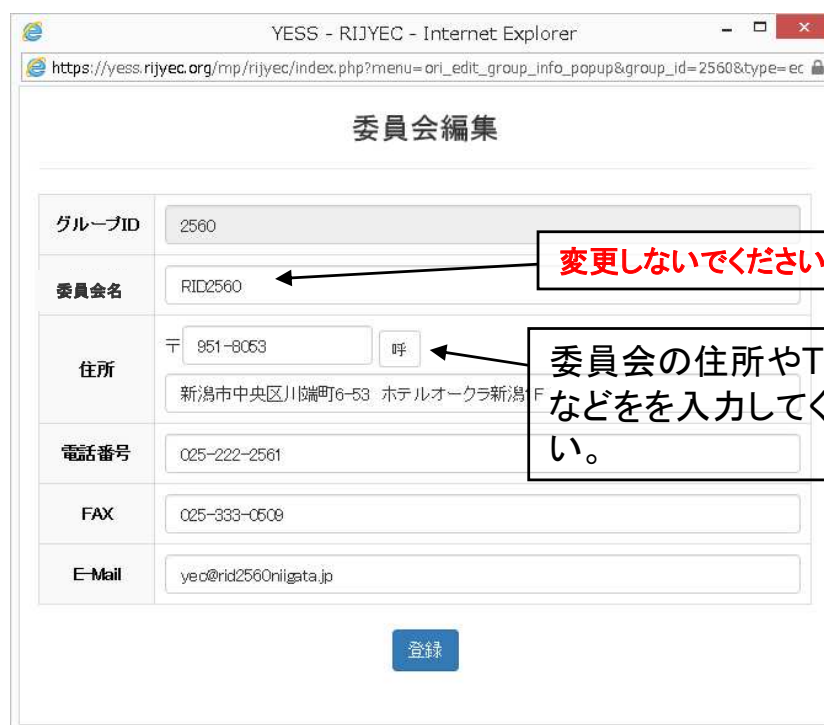 YESS - RIJYEC - Internet Explorer
https://yess.rijyec.org/mp/rijyec/index.php?menu=ori_edit_group_info_popup&group_id=2560&type=ec
委員会編集
グループID
2560
変更しないでください
委員会名
RID2560
住所
〒 951-8053
呼
新潟市中央区川端町6-53 ホテルオークラ新潟1F
委員会の住所やT
などをを入力してく
い。
電話番号
025-222-2561
FAX
025-333-0509
E-Mail
yec@rid2560niigata.jp
登録